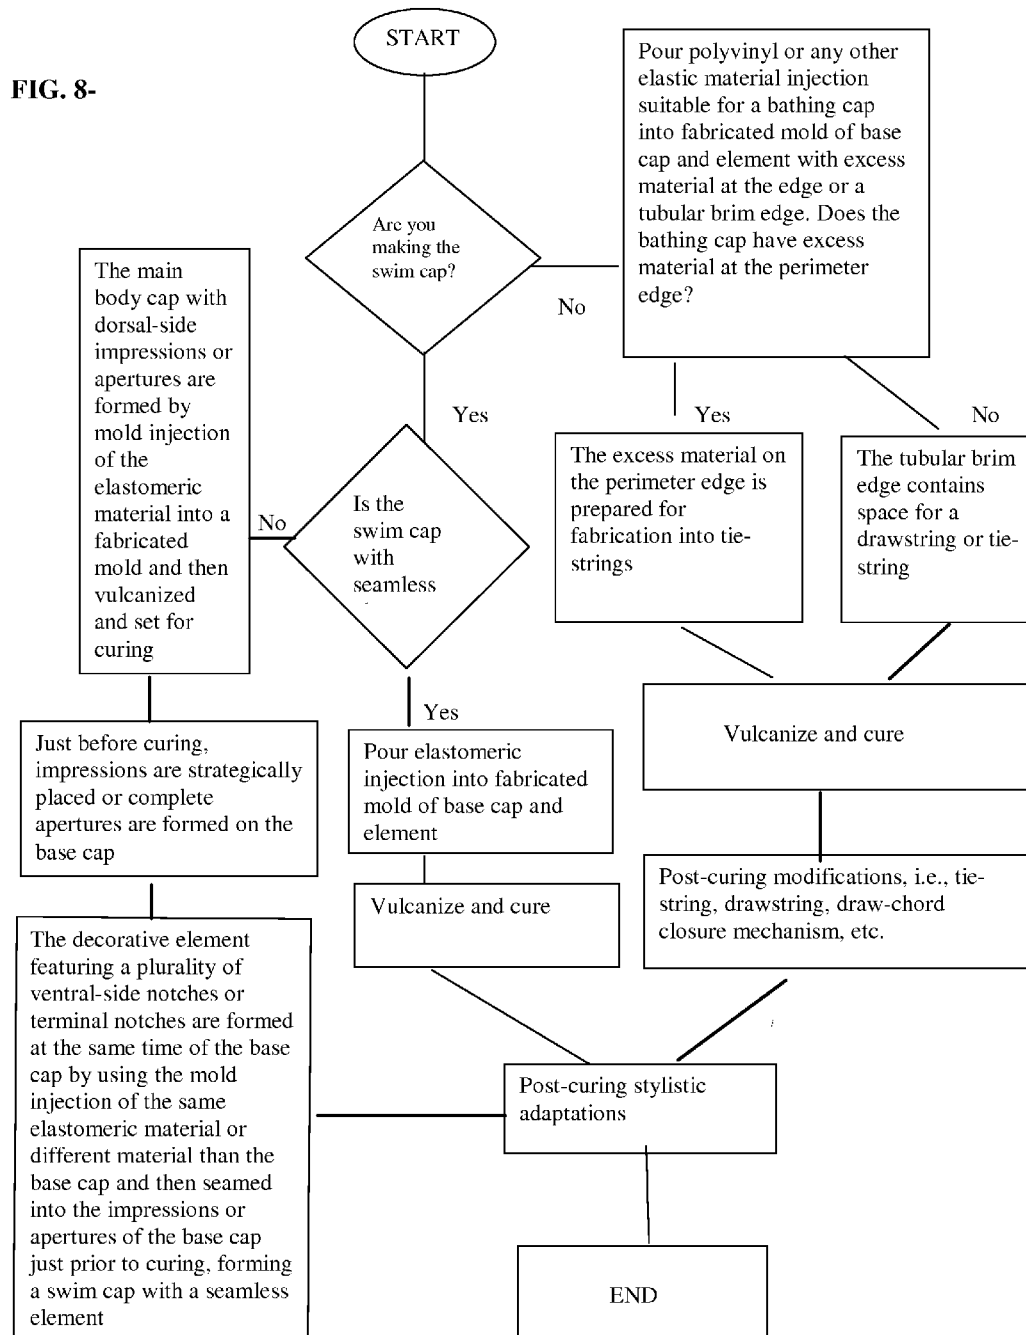 START
FIG. 8-
Pour polyvinyl or any other
elastic material injection
suitable for a bathing cap
into fabricated mold of base
cap and element with excess
material at the edge or a
tubular brim edge. Does the
bathing cap have excess
material at the perimeter
edge?
Are you
making the
swim cap?
No
The main
body cap with
dorsal-side
impressions or
apertures are
formed by
mold injection
of the
elastomeric
material into a
fabricated
mold and then
vulcanized
and set for
curing
Yes
Yes
No
Is the
swim cap
with
seamless
No
The excess material on
the perimeter edge is
prepared for
fabrication into tie-
strings
The tubular brim
edge contains
space for a
drawstring or tie-
string
Yes
Just before curing,
impressions are strategically
placed or complete
apertures are formed on the
base cap
Pour elastomeric
injection into fabricated
mold of base cap and
element
Vulcanize and cure
Vulcanize and cure
Post-curing modifications, i.e., tie-
string, drawstring, draw-chord
closure mechanism, etc.
The decorative element
featuring a plurality of
ventral-side notches or
terminal notches are formed
at the same time of the base
cap by using the mold
injection of the same
elastomeric material or
different material than the
base cap and then seamed
into the impressions or
apertures of the base cap
just prior to curing, forming
a swim cap with a seamless
element
Post-curing stylistic
adaptations
END